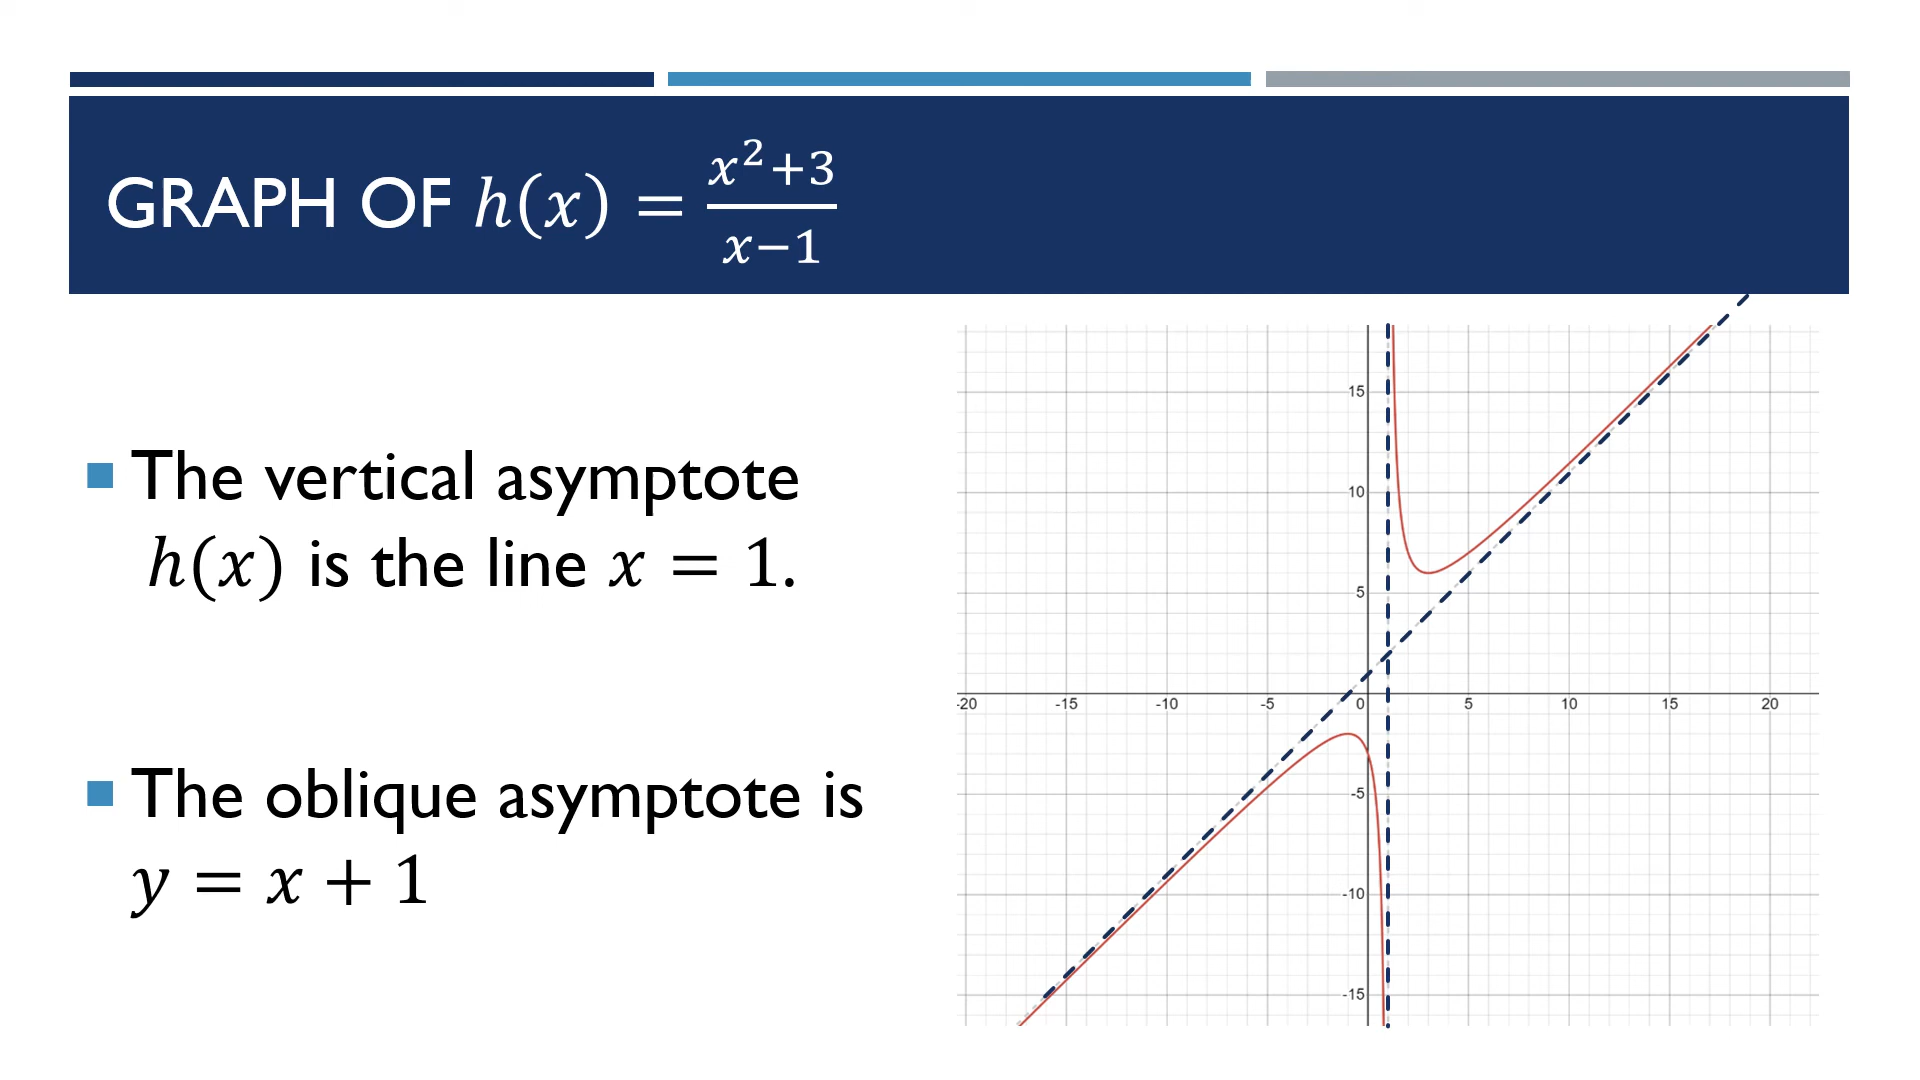 GRAPH OF h(x) = x²+3 / x−1
▪ The vertical asymptote
h(x) is the line x = 1.
▪ The oblique asymptote is
y = x + 1
15
10
5
-20 -15 -10 -5 0 5 10 15 20
-5
-10
-15